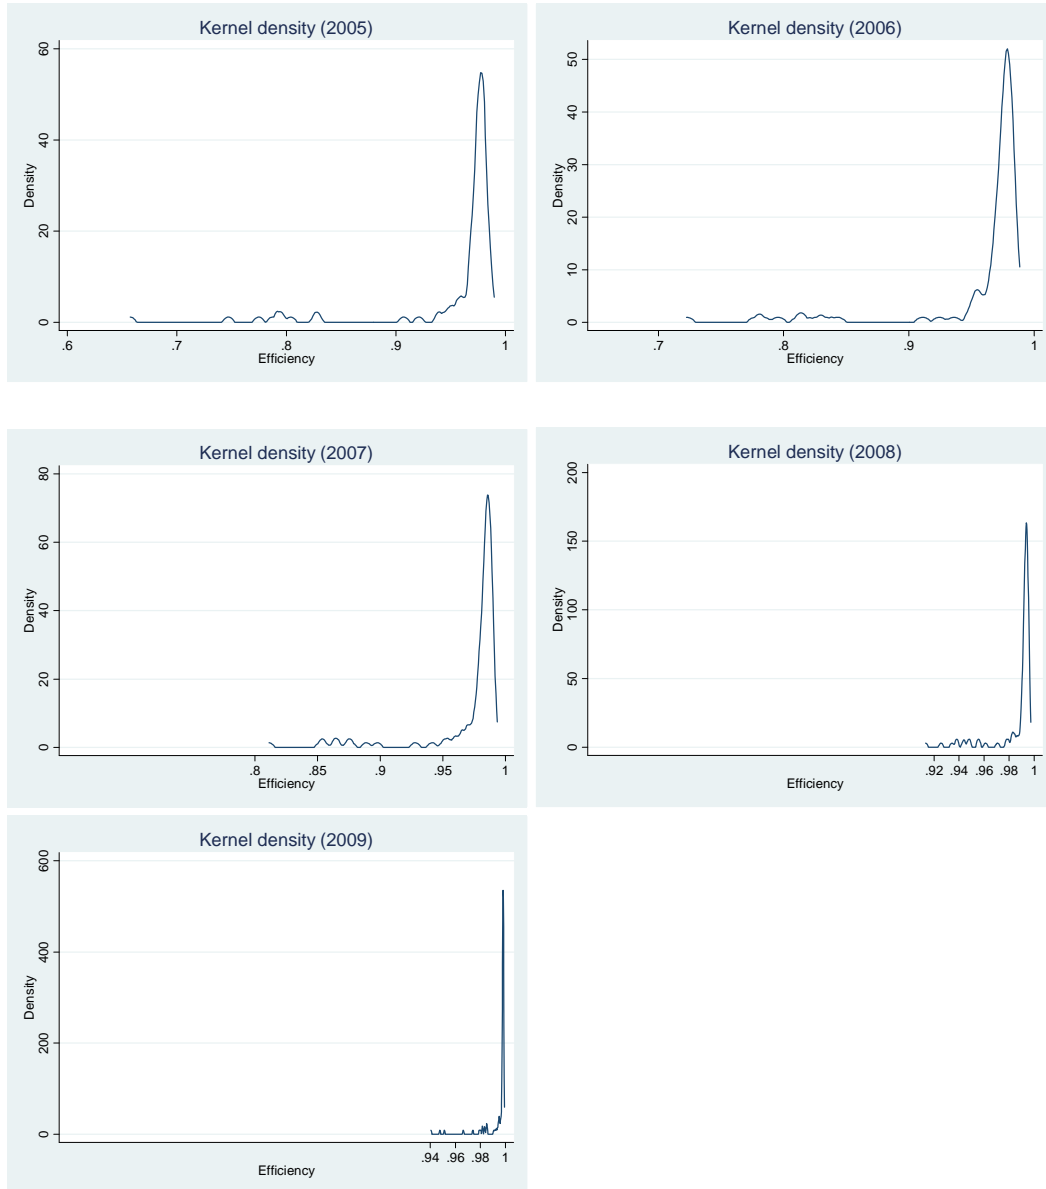 Kernel density (2005)
60
40
20
0
Density
.6 .7 .8 .9 1
Efficiency
Kernel density (2006)
50
40
30
20
10
0
Density
.7 .8 .9 1
Efficiency
Kernel density (2007)
80
60
40
20
0
Density
.8 .85 .9 .95 1
Efficiency
Kernel density (2008)
200
150
100
50
0
Density
.92 .94 .96 .98 1
Efficiency
Kernel density (2009)
600
400
200
0
Density
.94 .96 .98 1
Efficiency